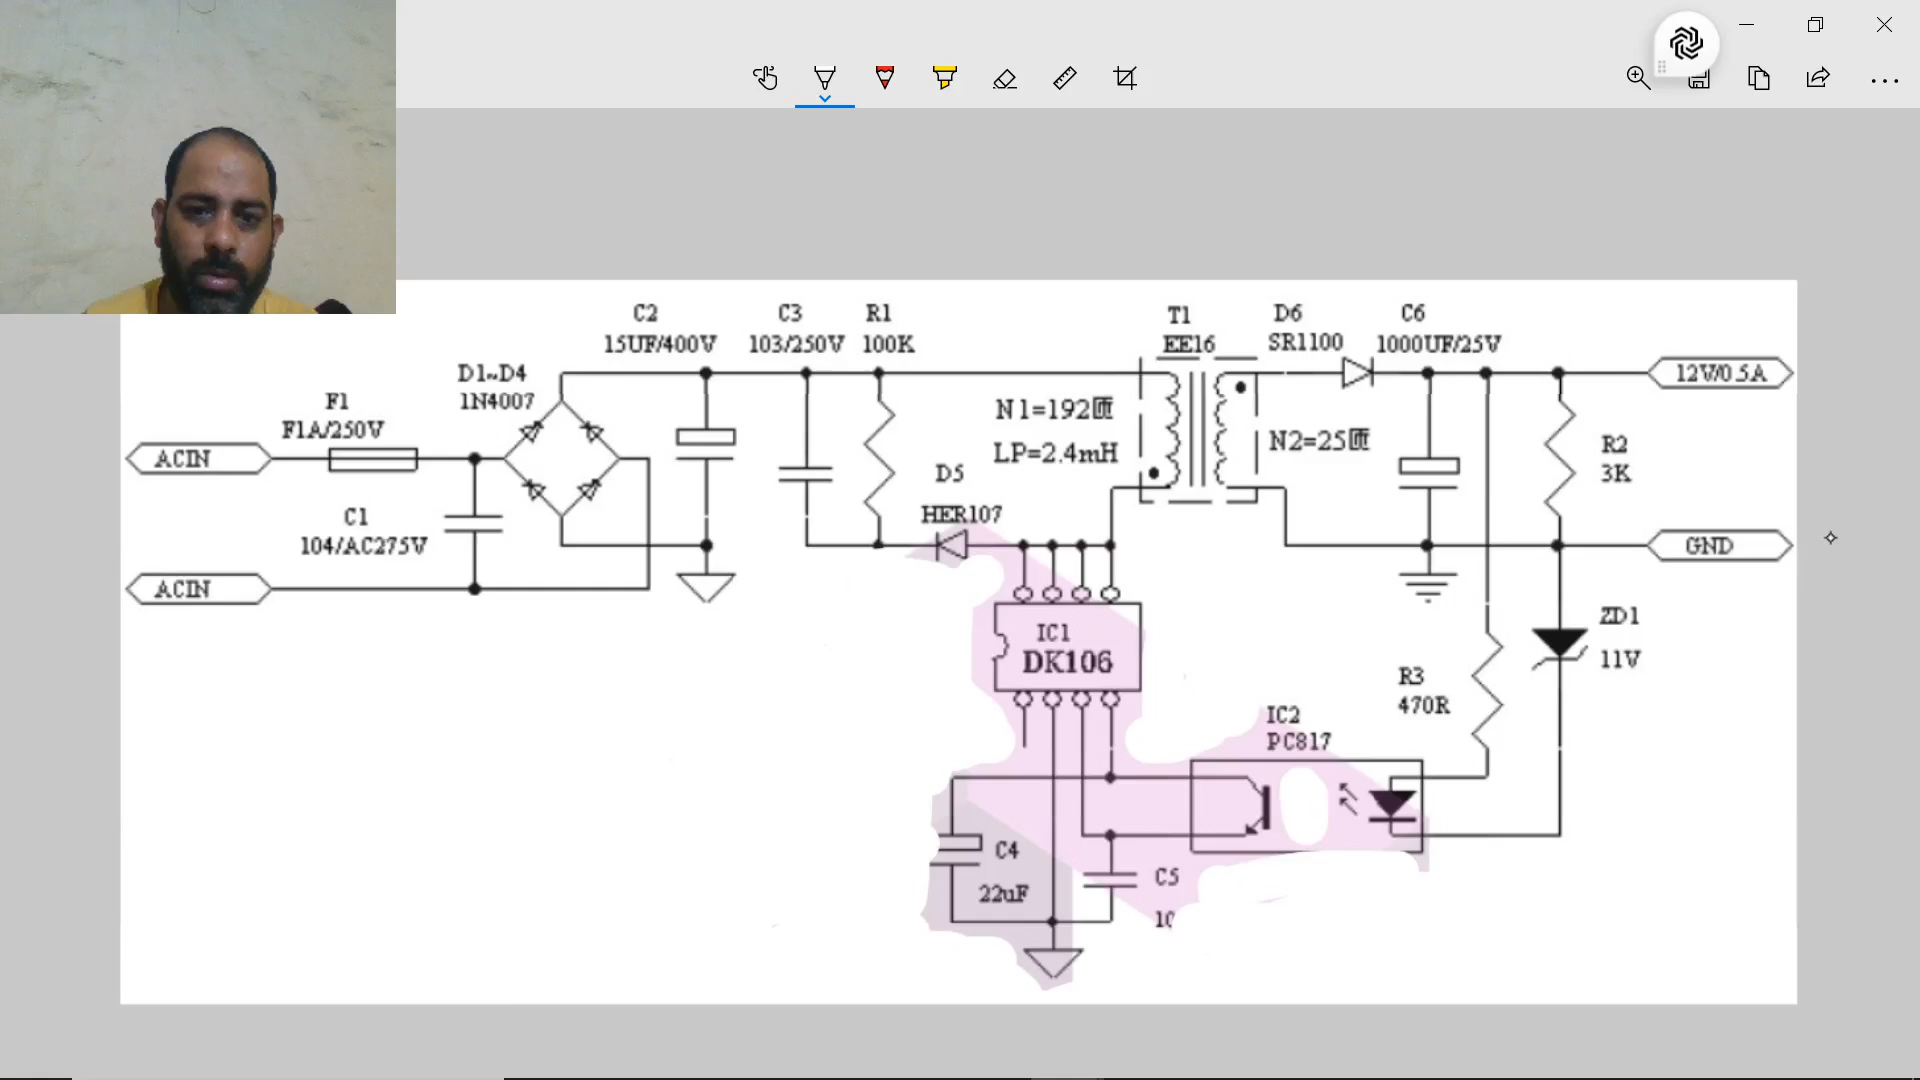 C2
15UF/400V
C3
103/250V
R1
100K
T1
EE16
D6
SR1100
C6
1000UF/25V
D1~D4
1N4007
F1
F1A/250V
12V/0.5A
N1=192匝
LP=2.4mH
N2=25匝
R2
3K
ACIN
D5
HER107
C1
104/AC275V
GND
ACIN
IC1
DK106
ZD1
11V
R3
470R
IC2
PC817
C4
22uF
C5